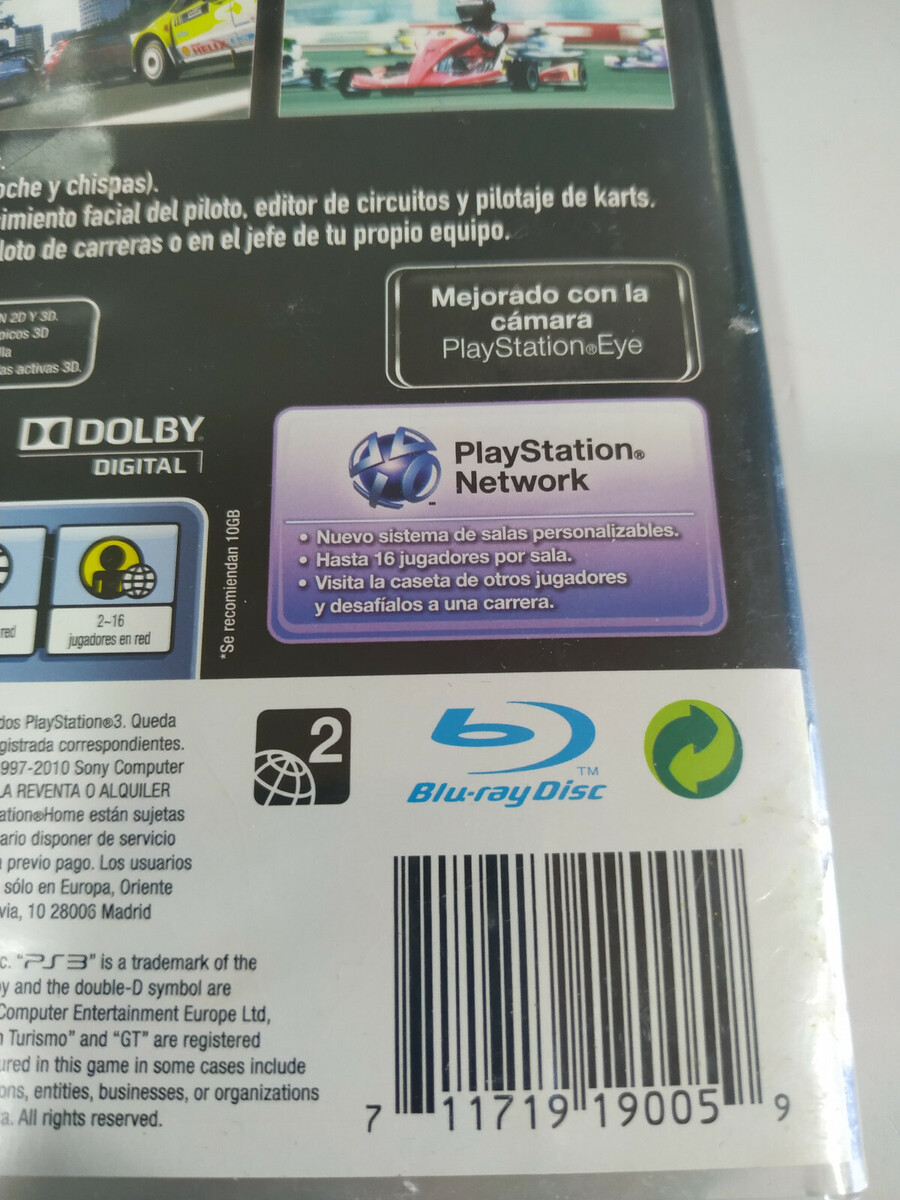 HELIX
oche y chispas).
cimiento facial del piloto, editor de circuitos y pilotaje de karts.
loto de carreras o en el jefe de tu propio equipo.
N 2D Y 3D.
picos 3D
lla
as activas 3D.
Mejorado con la
cámara
PlayStation®Eye
DOLBY
DIGITAL
*Se recomiendan 10GB
PlayStation®
Network
• Nuevo sistema de salas personalizables.
• Hasta 16 jugadores por sala.
• Visita la caseta de otros jugadores
y desafíalos a una carrera.
red
2~16
jugadores en red
dos PlayStation®3. Queda
gistrada correspondientes.
1997-2010 Sony Computer
LA REVENTA O ALQUILER
ation®Home están sujetas
ario disponer de servicio
a previo pago. Los usuarios
sólo en Europa, Oriente
vía, 10 28006 Madrid
2
Blu-ray Disc
TM
c. "PS3" is a trademark of the
by and the double-D symbol are
Computer Entertainment Europe Ltd,
n Turismo" and "GT" are registered
ured in this game in some cases include
ons, entities, businesses, or organizations
a. All rights reserved.
7 11719 19005 9